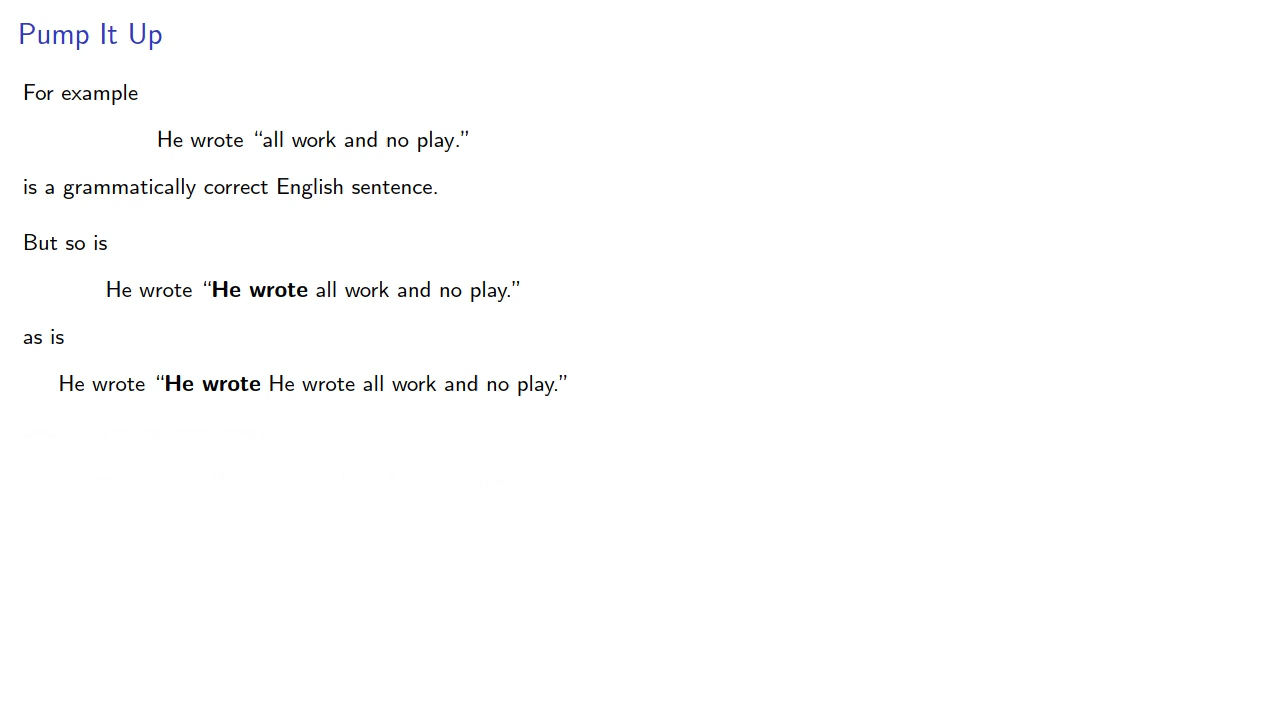 Pump It Up
For example
He wrote “all work and no play.”
is a grammatically correct English sentence.
But so is
He wrote “He wrote all work and no play.”
as is
He wrote “He wrote He wrote all work and no play.”